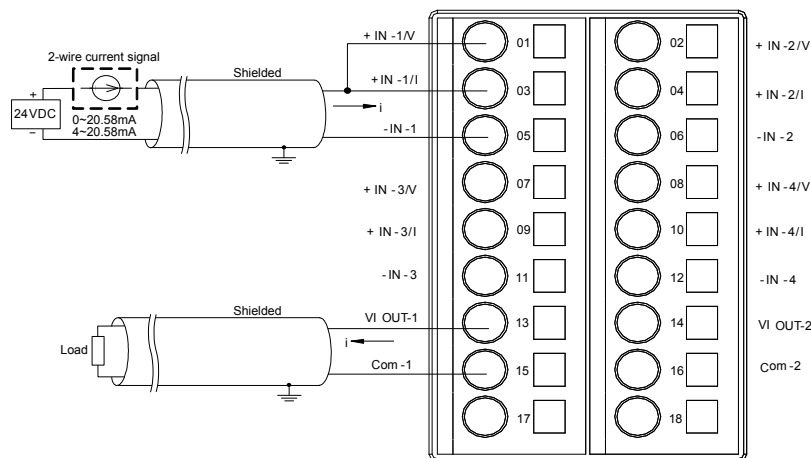 + IN -1/V
01
02
+ IN -2/V
2-wire current signal
Shielded
+IN -1/I
03
04
+ IN -2/I
+
24VDC
−
i
0~20.58mA
4~20.58mA
-IN -1
05
06
-IN -2
+ IN -3/V
07
08
+ IN -4/V
+ IN -3/I
09
10
+ IN -4/I
-IN -3
11
12
-IN -4
Shielded
VI OUT-1
13
14
VI OUT-2
i
Load
Com -1
15
16
Com -2
17
18